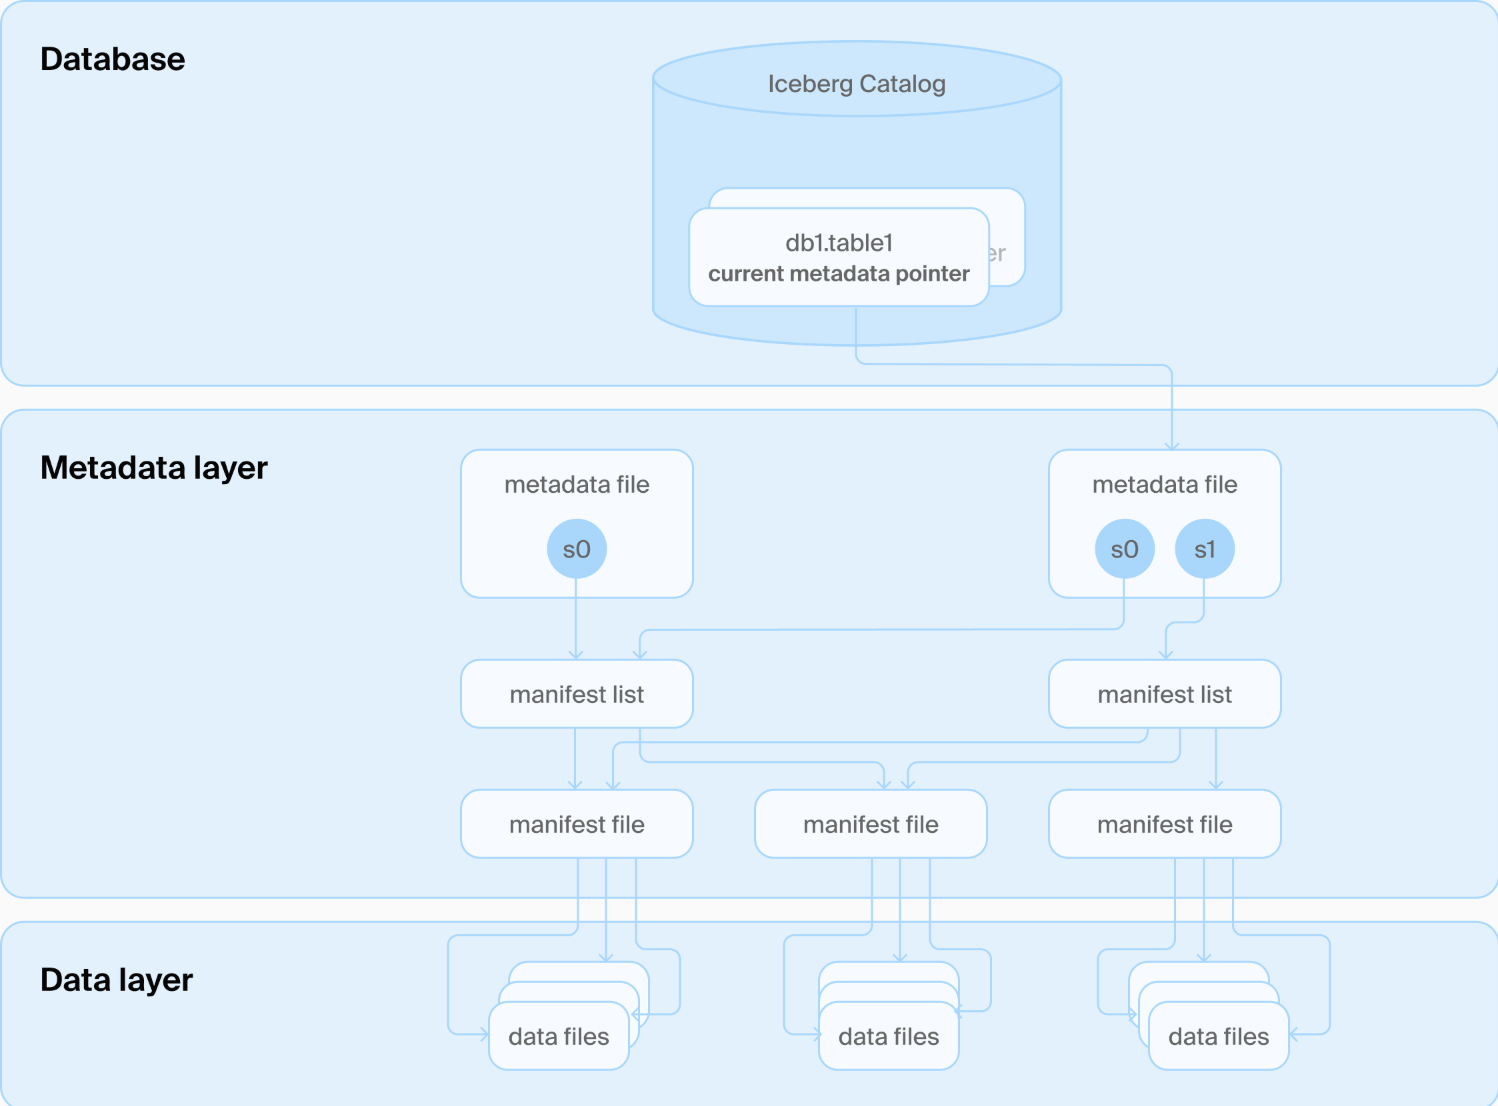 Database
Iceberg Catalog
db1.table1
current metadata pointer
er
Metadata layer
metadata file
metadata file
s0
s0
s1
manifest list
manifest list
manifest file
manifest file
manifest file
Data layer
data files
data files
data files